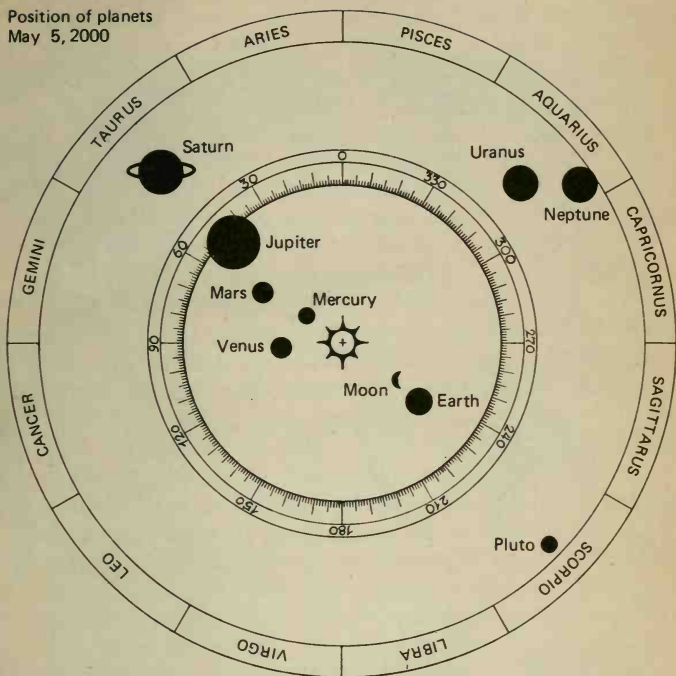 Position of planets
May 5, 2000
ARIES
PISCES
TAURUS
AQUARIUS
Saturn
Uranus
Neptune
GEMINI
CAPRICORNUS
0
30
330
60
300
Jupiter
Mars
Mercury
Venus
90
270
Moon
Earth
CANCER
SAGITTARUS
120
240
150
210
180
Pluto
LEO
SCORPIO
VIRGO
LIBRA